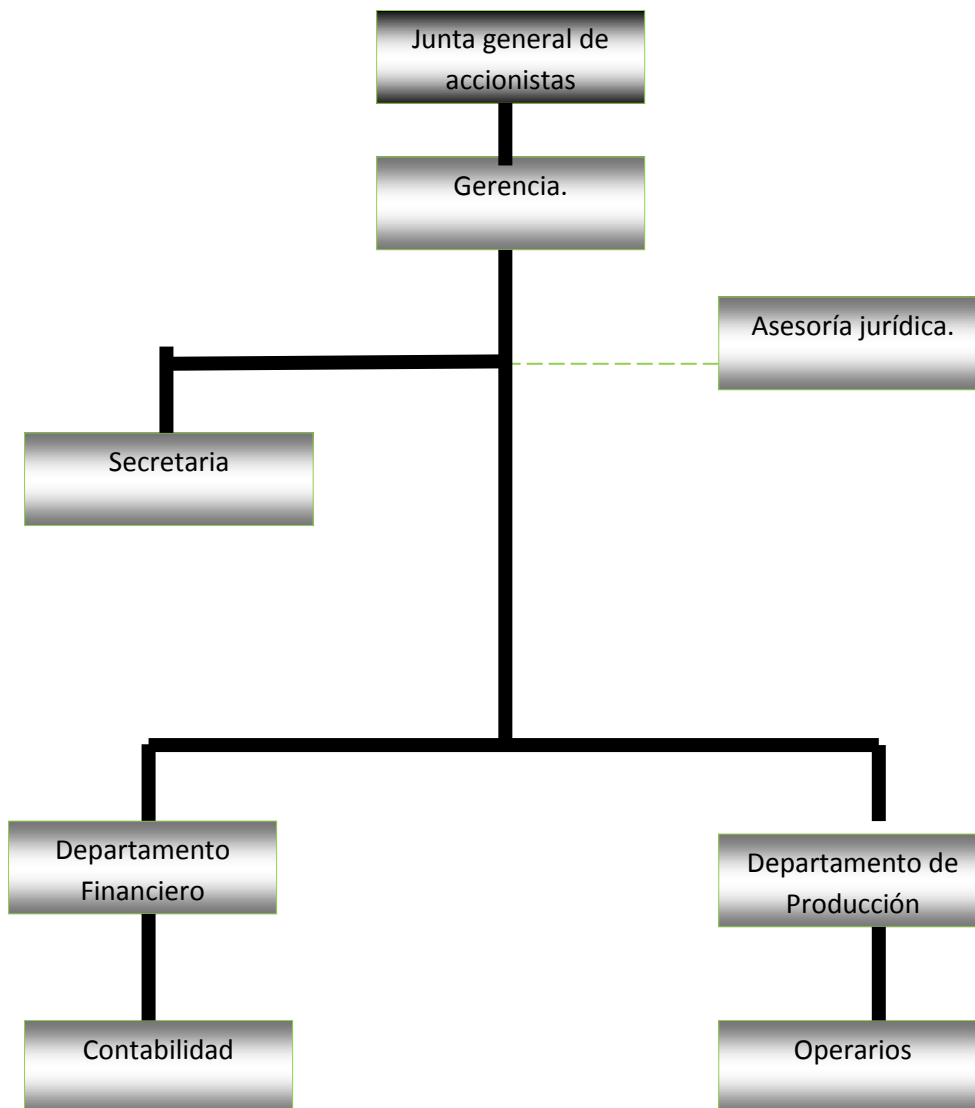 Junta general de
accionistas
Gerencia.
Asesoría jurídica.
Secretaria
Departamento
Financiero
Departamento de
Producción
Contabilidad
Operarios